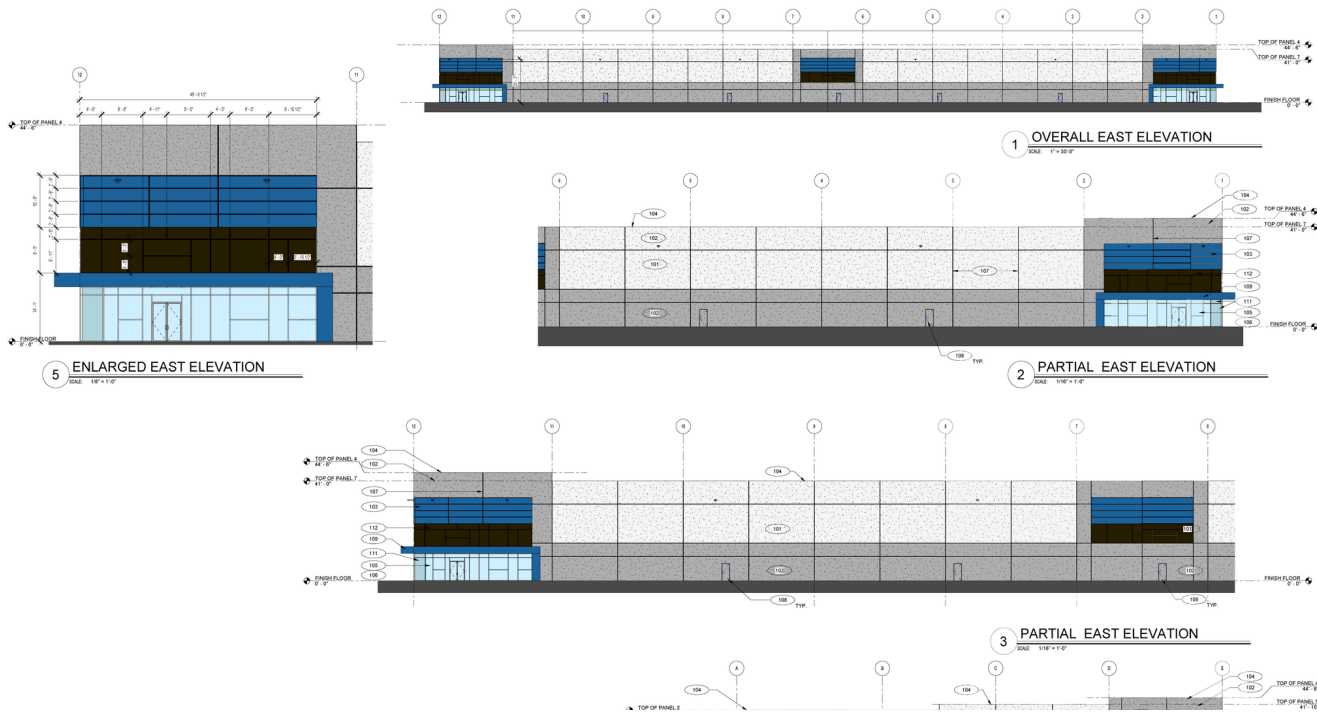 12
11
10
9
8
7
6
5
4
3
2
1
TOP OF PANEL 4
44' - 6"
TOP OF PANEL 7
41' - 0"
FINISH FLOOR
0' - 0"
1
OVERALL EAST ELEVATION
SCALE: 1" = 30'-0"
12
11
4' - 0"
4' - 11"
4' - 0"
TOP OF PANEL 4
44' - 6"
14' - 1"
FINISH FLOOR
0' - 0"
5
ENLARGED EAST ELEVATION
SCALE: 1/8" = 1'-0"
6
5
4
3
2
1
104
102
101
107
102
108
TYP.
104
102
TOP OF PANEL 4
44' - 6"
TOP OF PANEL 7
41' - 0"
107
103
112
109
111
105
106
FINISH FLOOR
0' - 0"
2
PARTIAL EAST ELEVATION
SCALE: 1/16" = 1'-0"
12
11
10
9
8
7
6
104
TOP OF PANEL 4
44' - 6"
102
TOP OF PANEL 7
41' - 0"
107
103
112
109
111
105
106
FINISH FLOOR
0' - 0"
104
101
102
108
TYP.
101
102
108
TYP.
3
PARTIAL EAST ELEVATION
SCALE: 1/16" = 1'-0"
A
B
C
D
E
104
104
104
102
TOP OF PANEL 2